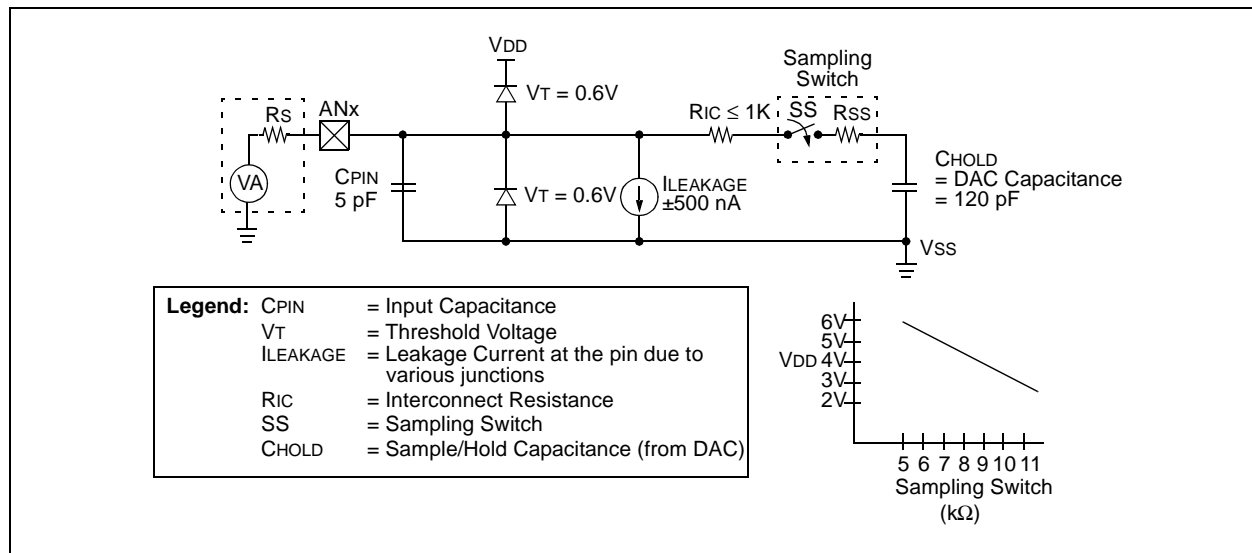 VDD
Sampling
Switch
VT = 0.6V
RS
ANx
RIC ≤ 1K
SS
RSS
VA
CPIN
5 pF
VT = 0.6V
ILEAKAGE
±500 nA
CHOLD
= DAC Capacitance
= 120 pF
VSS
Legend: CPIN = Input Capacitance
VT = Threshold Voltage
ILEAKAGE = Leakage Current at the pin due to
various junctions
RIC = Interconnect Resistance
SS = Sampling Switch
CHOLD = Sample/Hold Capacitance (from DAC)
6V
5V
VDD 4V
3V
2V
5 6 7 8 9 10 11
Sampling Switch
(kΩ)